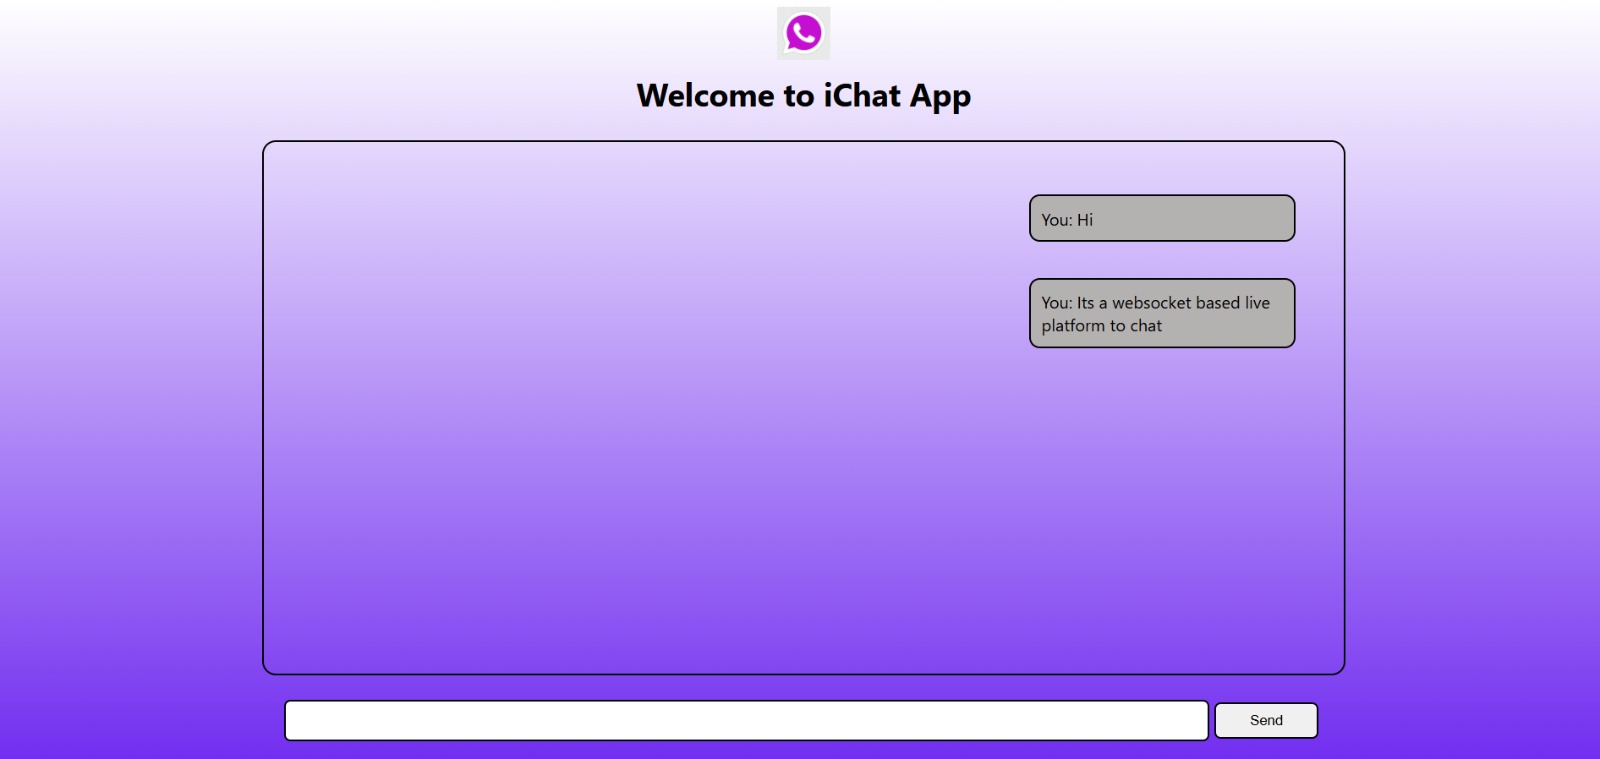 Welcome to iChat App
You: Hi
You: Its a websocket based live
platform to chat
Send